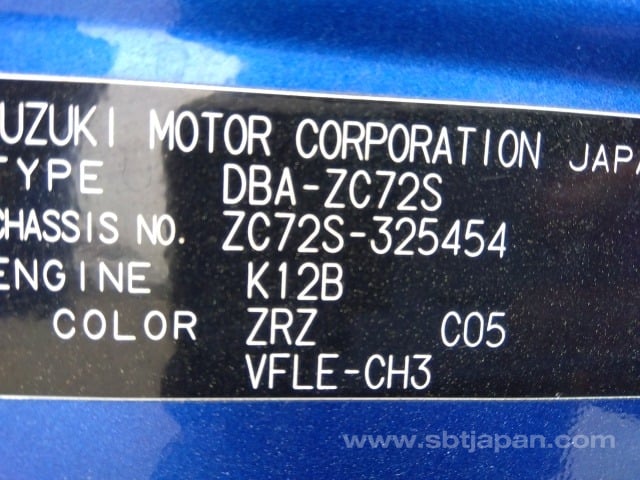 UZUKI MOTOR CORPORATION JAPA
TYPE DBA-ZC72S
CHASSIS NO. ZC72S-325454
ENGINE K12B
COLOR ZRZ C05
VFLE-CH3
www.sbtjapan.com